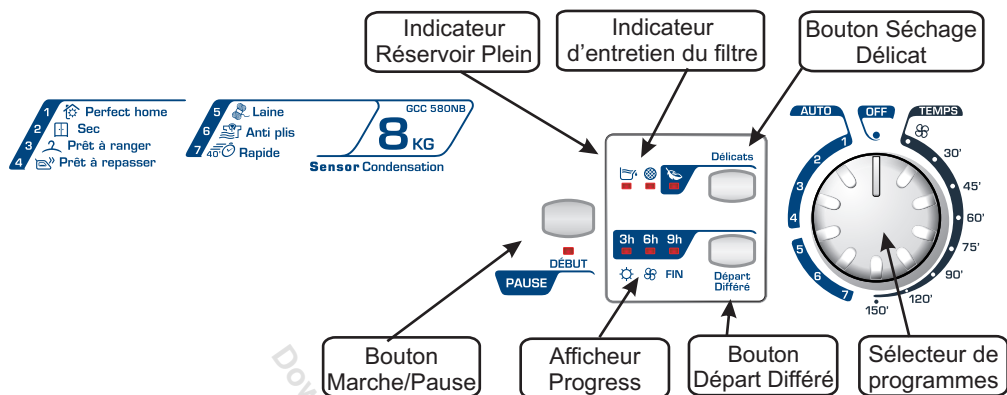 Indicateur
Réservoir Plein
Indicateur
d'entretien du filtre
Bouton Séchage
Délicat
1 Perfect home
2 Sec
3 Prêt à ranger
4 Prêt à repasser
5 Laine
6 Anti plis
7 40' Rapide
GCC 580NB
8 KG
Sensor Condensation
Délicats
3h 6h 9h
FIN
Départ
Différé
DÉBUT
PAUSE
AUTO
OFF
TEMPS
1
2
3
4
5
6
7
30'
45'
60'
75'
90'
120'
150'
Bouton
Marche/Pause
Afficheur
Progress
Bouton
Départ Différé
Sélecteur de
programmes
Dow